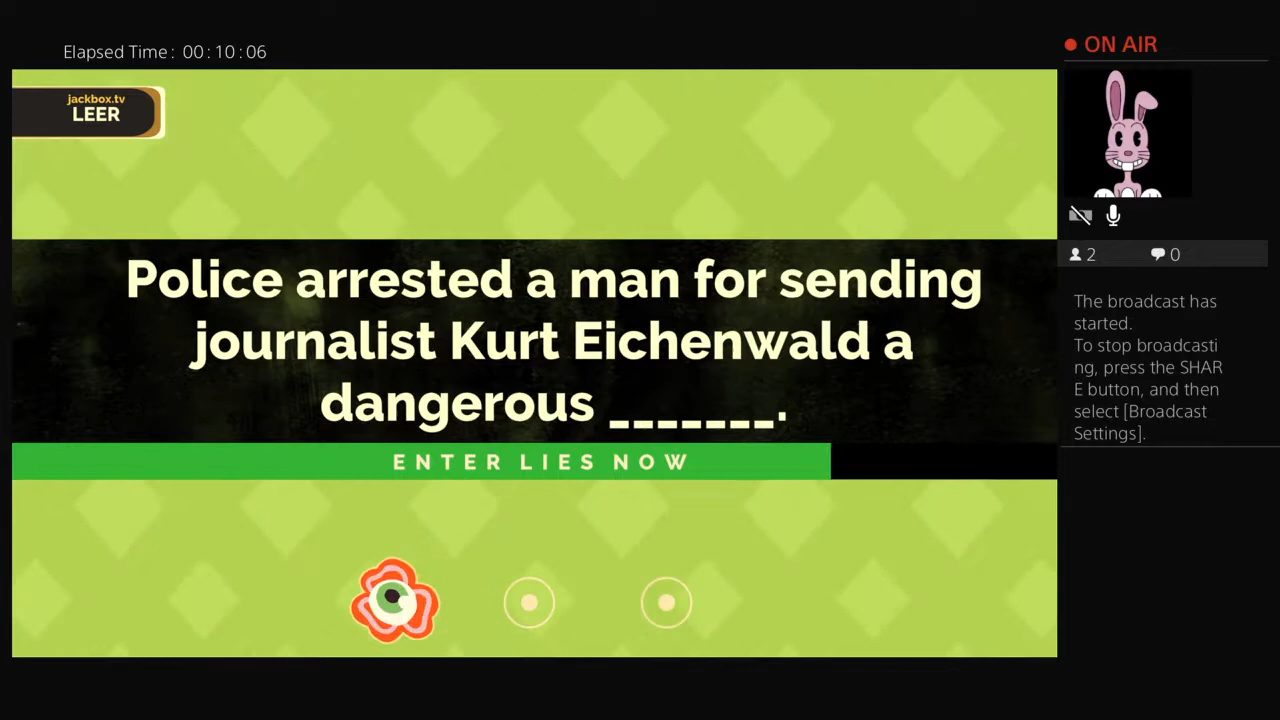 Elapsed Time: 00:10:06
ON AIR
jackbox.tv
LEER
Police arrested a man for sending
journalist Kurt Eichenwald a
dangerous _______.
ENTER LIES NOW
2 0
The broadcast has
started.
To stop broadcasti
ng, press the SHAR
E button, and then
select [Broadcast
Settings].